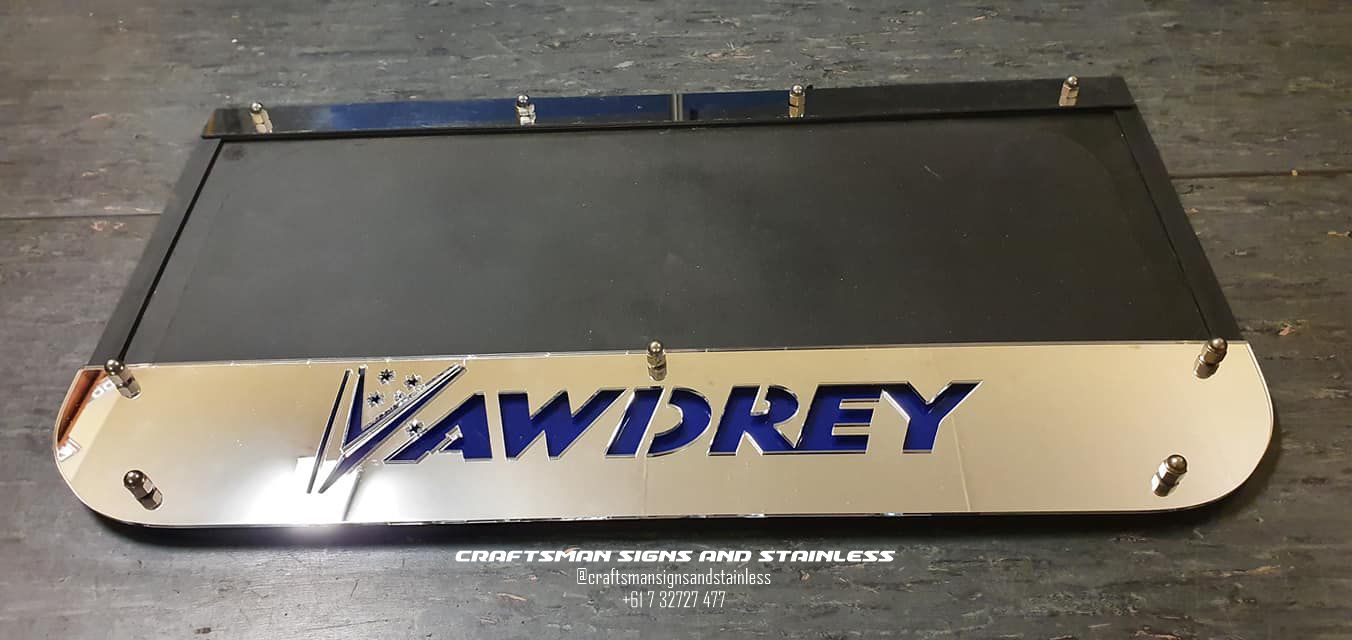 VAWDREY
CRAFTSMAN SIGNS AND STAINLESS
@craftsmansignsandstainless
+61 7 32727 477